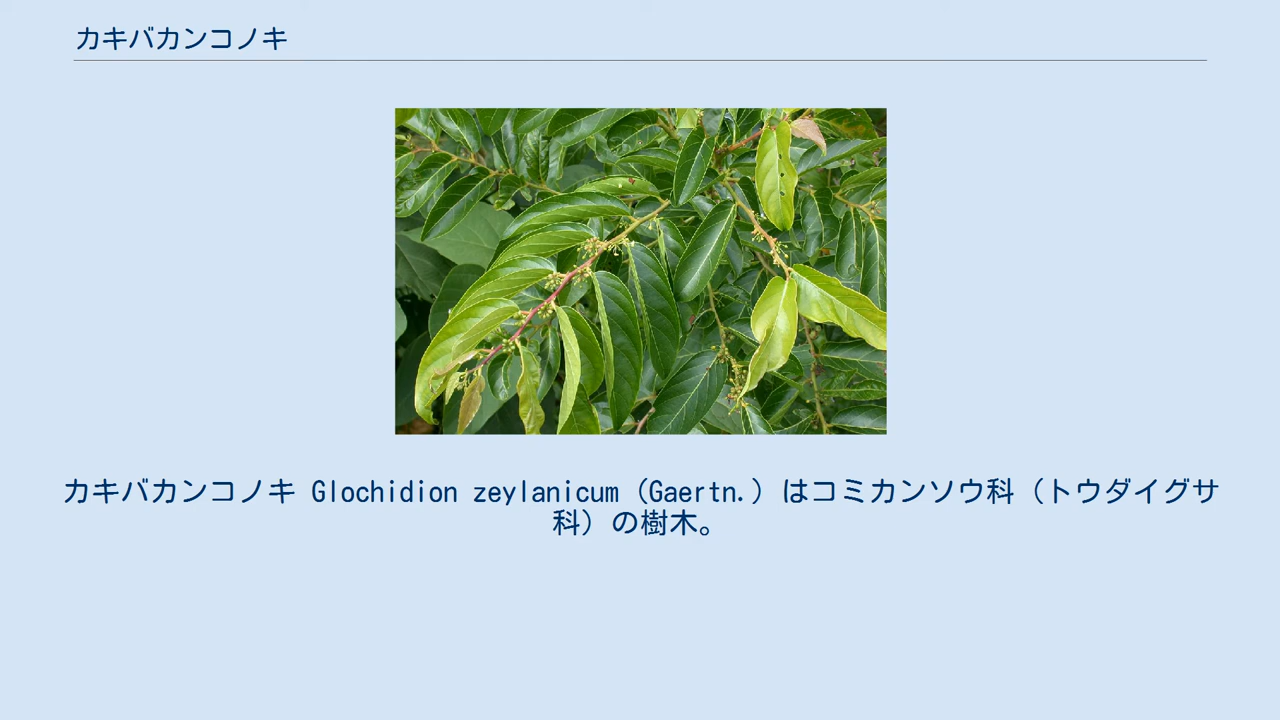 カキバカンコノキ
カキバカンコノキ Glochidion zeylanicum（Gaertn.）はコミカンソウ科（トウダイグサ
科）の樹木。